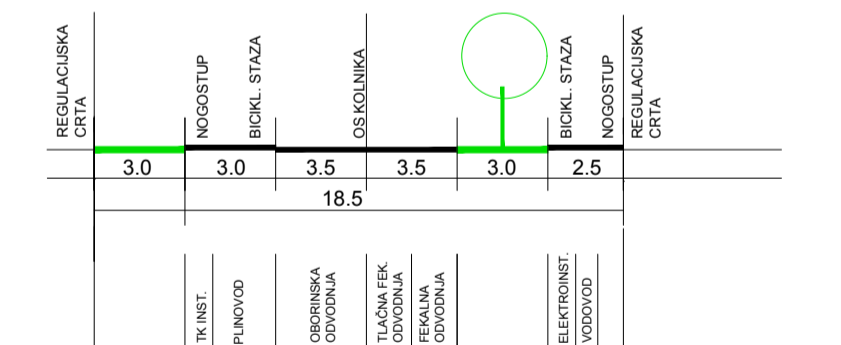 REGULACIJSKA
CRTA
NOGOSTUP
BICIKL. STAZA
OS KOLNIKA
BICIKL. STAZA
NOGOSTUP
REGULACIJSKA
CRTA
3.0
3.0
3.5
3.5
3.0
2.5
18.5
TK INST.
PLINOVOD
OBORINSKA
ODVODNJA
TLAČNA FEK.
ODVODNJA
FEKALNA
ODVODNJA
ELEKTROINST.
VODOVOD